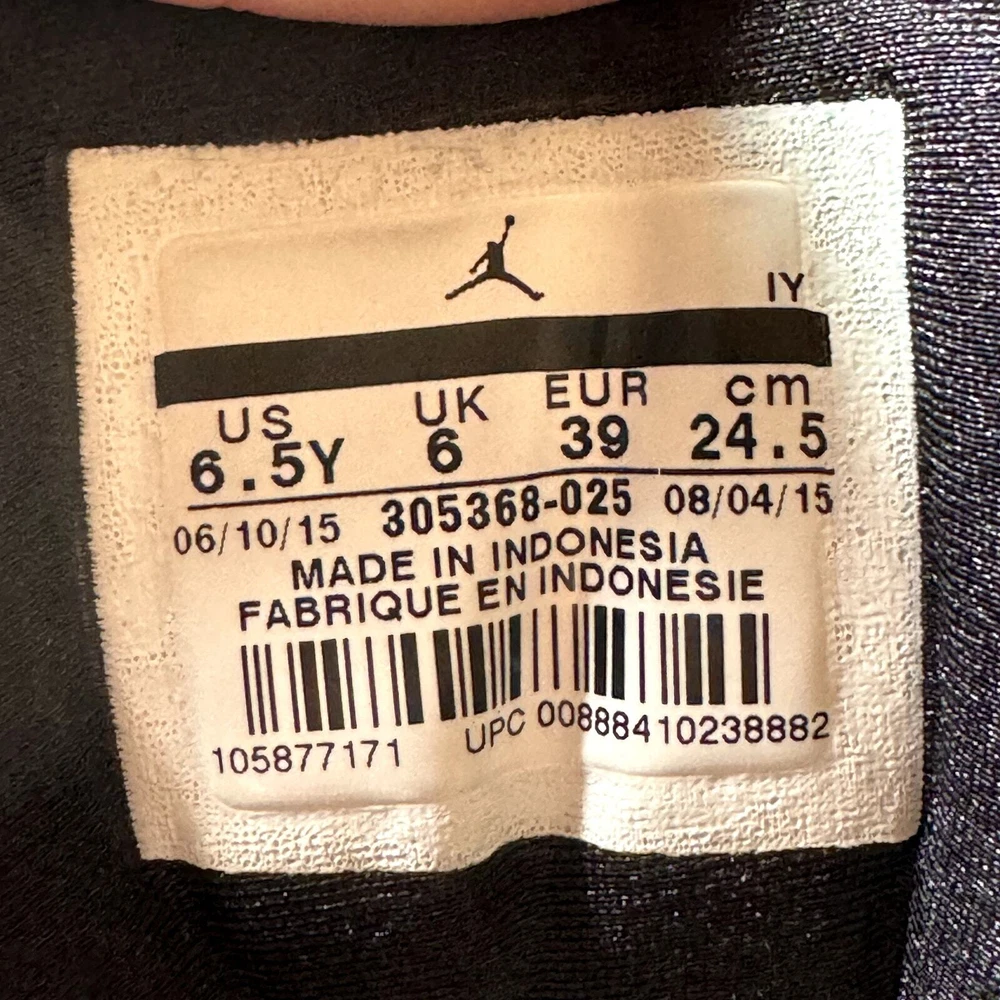 IY
US UK EUR cm
6.5Y 6 39 24.5
06/10/15 305368-025 08/04/15
MADE IN INDONESIA
FABRIQUE EN INDONESIE
105877171 UPC 00888410238882